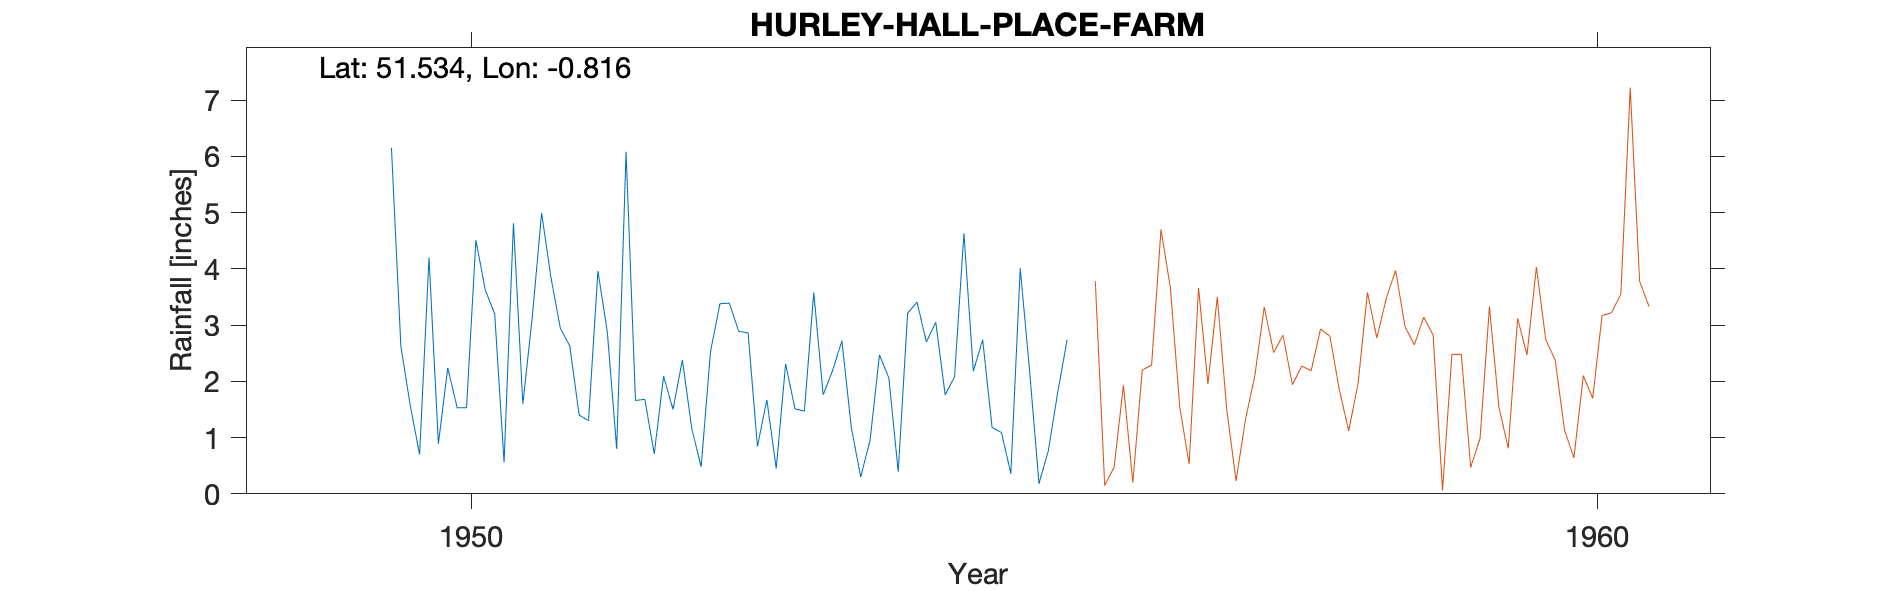 HURLEY-HALL-PLACE-FARM
Lat: 51.534, Lon: -0.816
7
6
5
4
3
2
1
0
Rainfall [inches]
1950
1960
Year